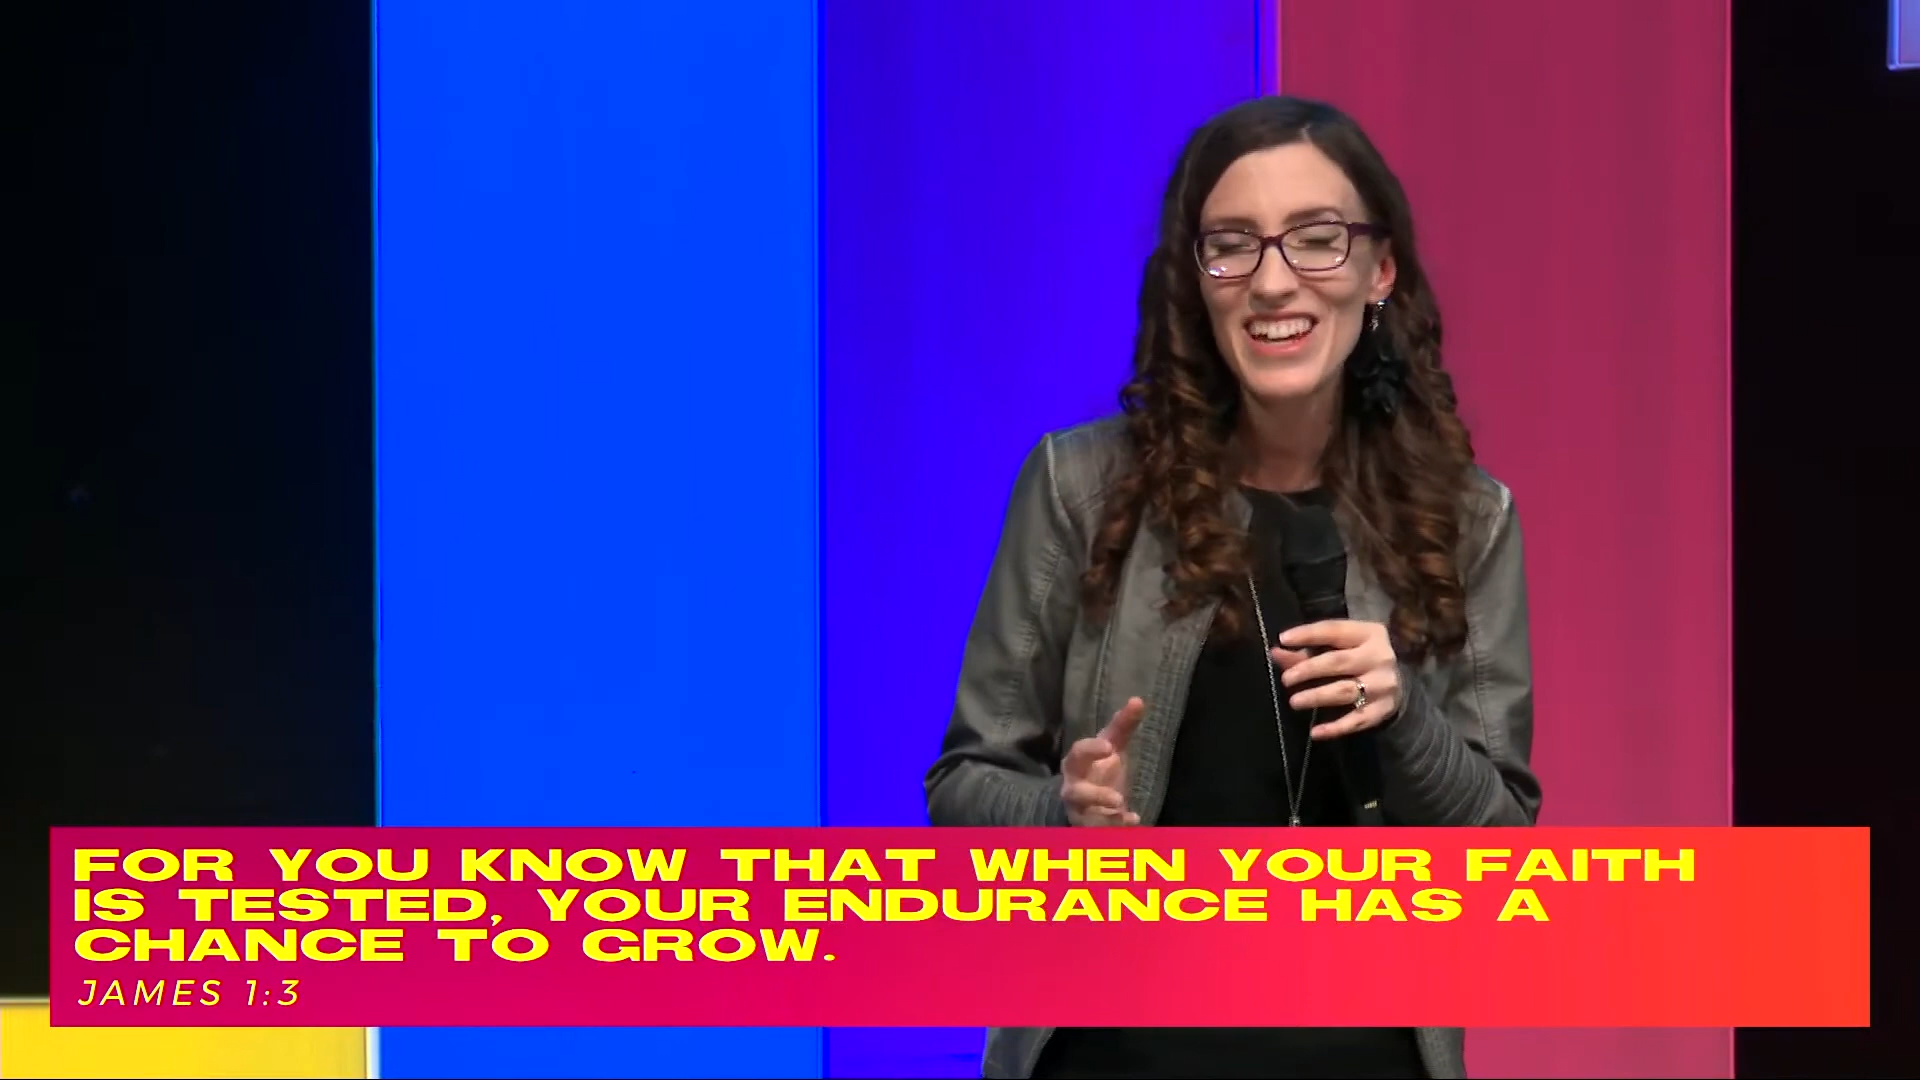 FOR YOU KNOW THAT WHEN YOUR FAITH
IS TESTED, YOUR ENDURANCE HAS A
CHANCE TO GROW.
JAMES 1:3